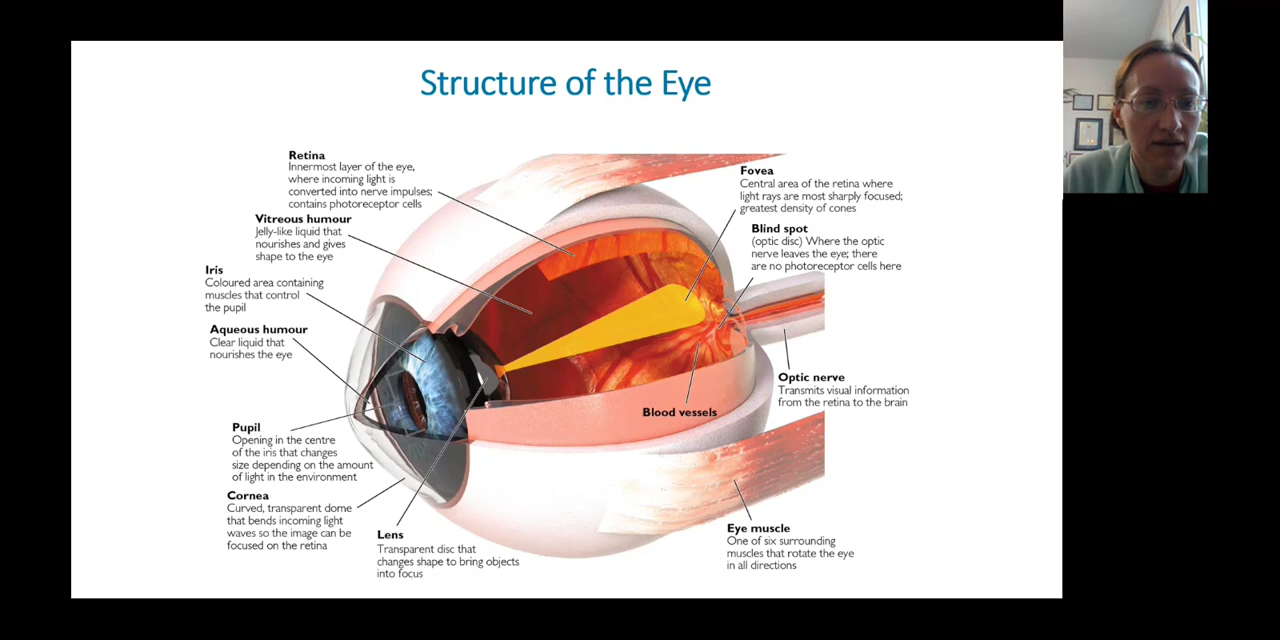 Structure of the Eye
Retina
Innermost layer of the eye,
where incoming light is
converted into nerve impulses;
contains photoreceptor cells
Vitreous humour
Jelly-like liquid that
nourishes and gives
shape to the eye
Iris
Coloured area containing
muscles that control
the pupil
Aqueous humour
Clear liquid that
nourishes the eye
Pupil
Opening in the centre
of the iris that changes
size depending on the amount
of light in the environment
Cornea
Curved, transparent dome
that bends incoming light
waves so the image can be
focused on the retina
Lens
Transparent disc that
changes shape to bring objects
into focus
Fovea
Central area of the retina where
light rays are most sharply focused;
greatest density of cones
Blind spot
(optic disc) Where the optic
nerve leaves the eye; there
are no photoreceptor cells here
Optic nerve
Transmits visual information
from the retina to the brain
Blood vessels
Eye muscle
One of six surrounding
muscles that rotate the eye
in all directions